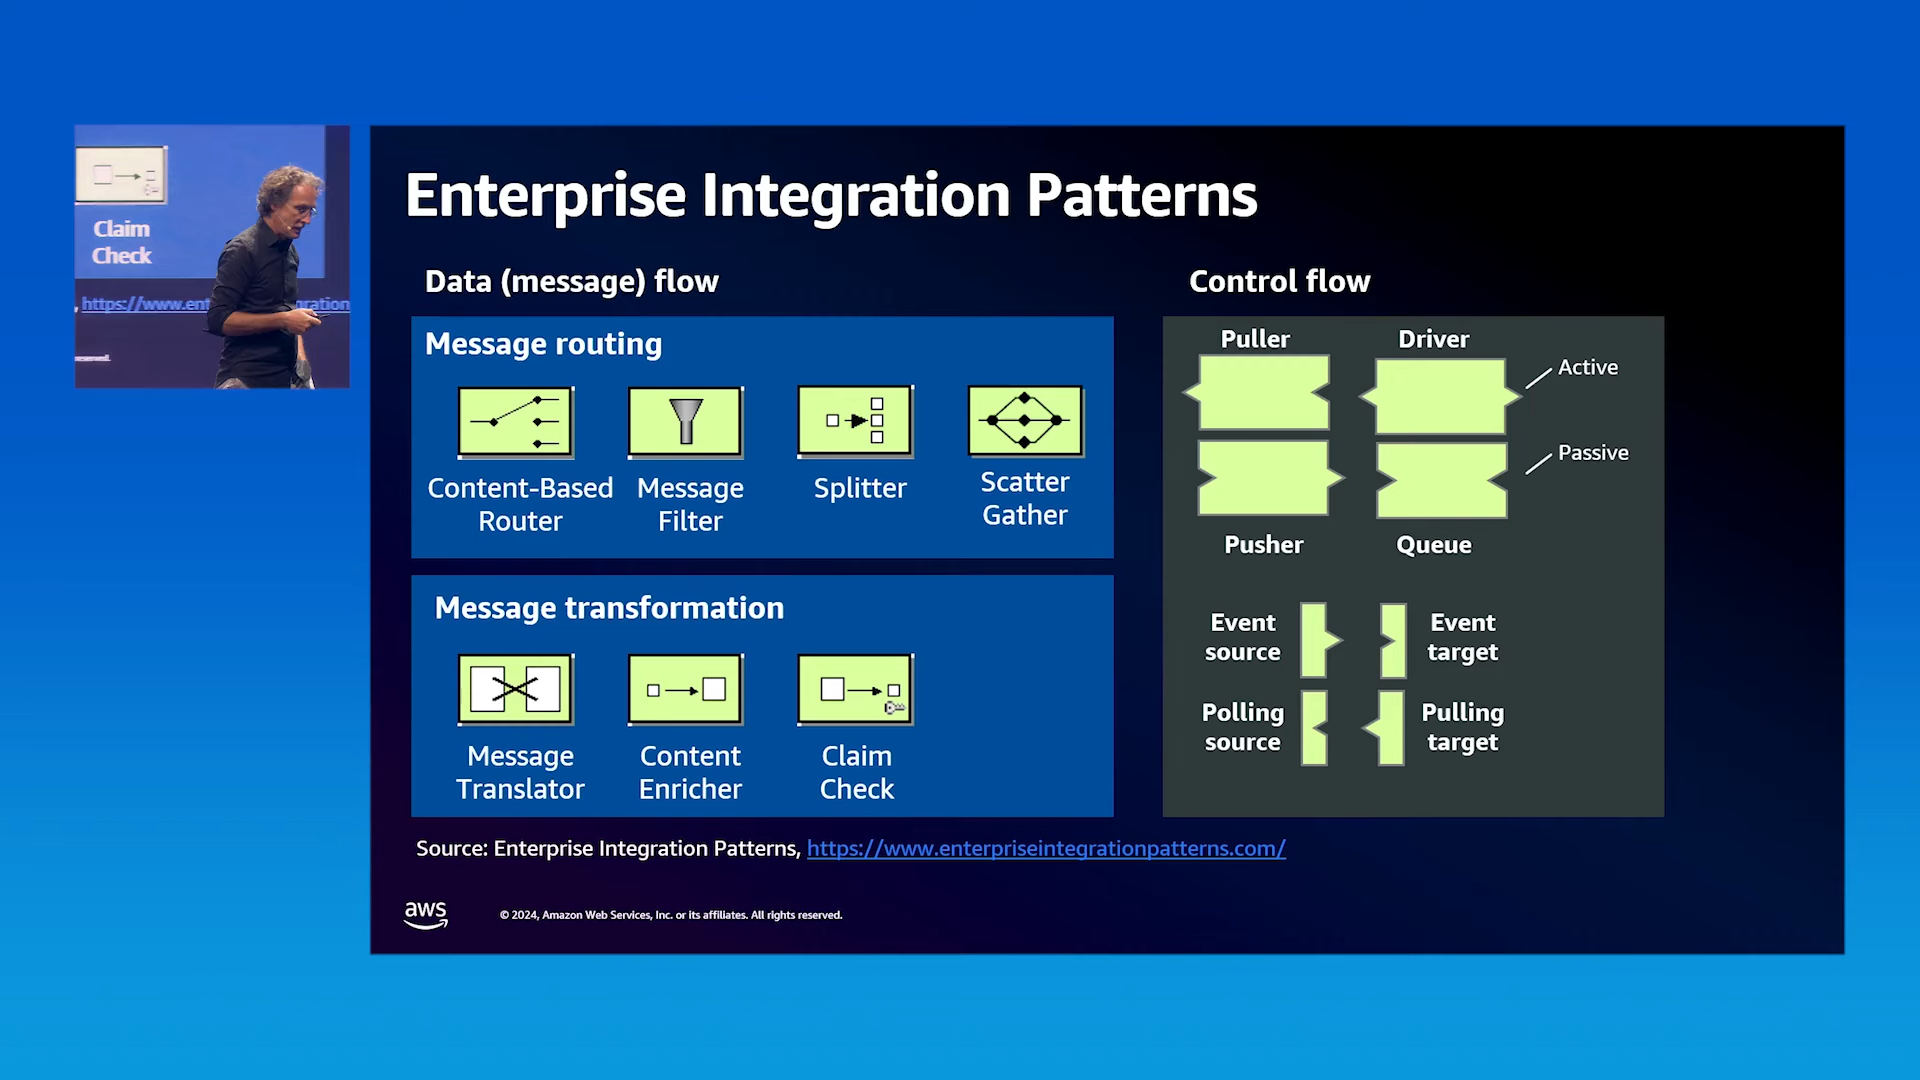 Claim
Check
https://www.ent
gration
Enterprise Integration Patterns
Data (message) flow
Message routing
Content-Based
Router
Message
Filter
Splitter
Scatter
Gather
Message transformation
Message
Translator
Content
Enricher
Claim
Check
Control flow
Puller
Driver
Active
Passive
Pusher
Queue
Event
source
Event
target
Polling
source
Pulling
target
Source: Enterprise Integration Patterns, https://www.enterpriseintegrationpatterns.com/
aws
© 2024, Amazon Web Services, Inc. or its affiliates. All rights reserved.